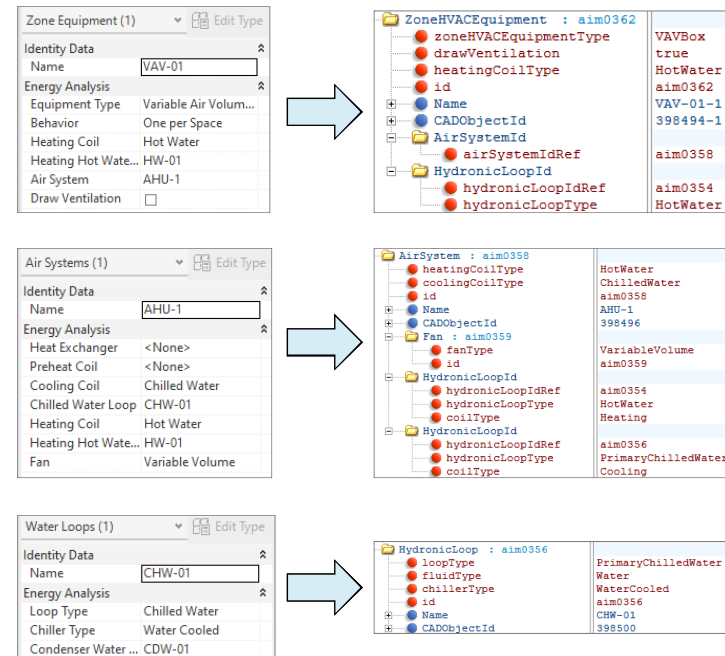 Zone Equipment (1) Edit Type
Identity Data
Name VAV-01
Energy Analysis
Equipment Type Variable Air Volum...
Behavior One per Space
Heating Coil Hot Water
Heating Hot Wate... HW-01
Air System AHU-1
Draw Ventilation
ZoneHVACEquipment : aim0362
zoneHVACEquipmentType VAVBox
drawVentilation true
heatingCoilType HotWater
id aim0362
Name VAV-01-1
CADObjectId 398494-1
AirSystemId
airSystemIdRef aim0358
HydronicLoopId
hydronicLoopIdRef aim0354
hydronicLoopType HotWater
Air Systems (1) Edit Type
Identity Data
Name AHU-1
Energy Analysis
Heat Exchanger <None>
Preheat Coil <None>
Cooling Coil Chilled Water
Chilled Water Loop CHW-01
Heating Coil Hot Water
Heating Hot Wate... HW-01
Fan Variable Volume
AirSystem : aim0358
heatingCoilType HotWater
coolingCoilType ChilledWater
id aim0358
Name AHU-1
CADObjectId 398496
Fan : aim0359
fanType VariableVolume
id aim0359
HydronicLoopId
hydronicLoopIdRef aim0354
hydronicLoopType HotWater
coilType Heating
HydronicLoopId
hydronicLoopIdRef aim0356
hydronicLoopType PrimaryChilledWater
coilType Cooling
Water Loops (1) Edit Type
Identity Data
Name CHW-01
Energy Analysis
Loop Type Chilled Water
Chiller Type Water Cooled
Condenser Water ... CDW-01
HydronicLoop : aim0356
loopType PrimaryChilledWater
fluidType Water
chillerType WaterCooled
id aim0356
Name CHW-01
CADObjectId 398500